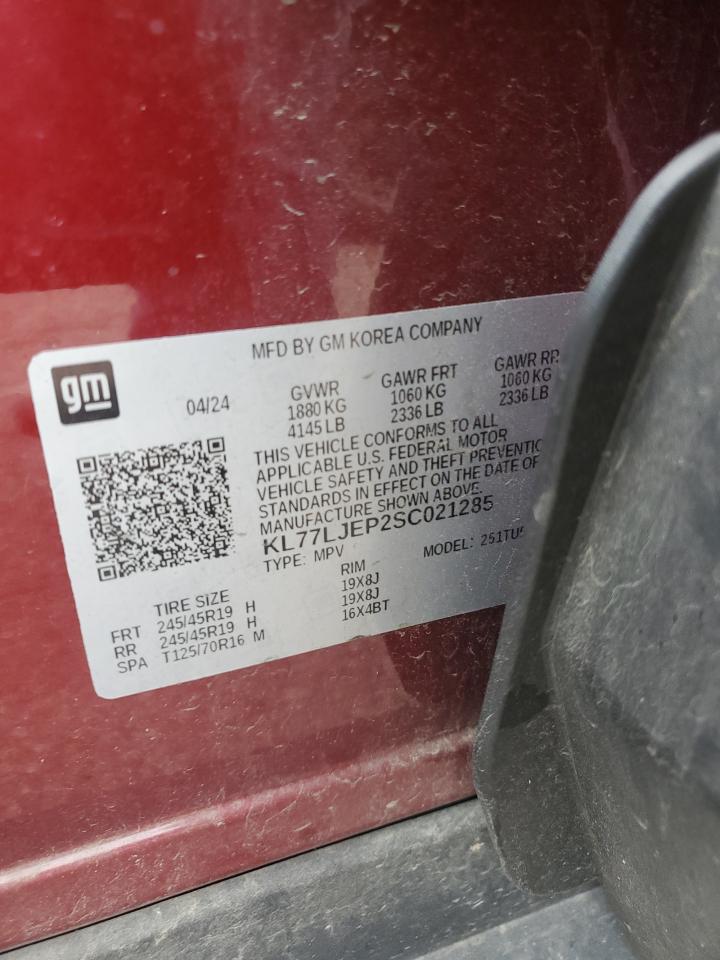 MFD BY GM KOREA COMPANY
gm
04/24
GVWR
1880 KG
4145 LB
GAWR FRT
1060 KG
2336 LB
GAWR RR
1060 KG
2336 LB
THIS VEHICLE CONFORMS TO ALL
APPLICABLE U.S. FEDERAL MOTOR
VEHICLE SAFETY AND THEFT
STANDARDS IN EFFECT ON THE DATE OF
MANUFACTURE SHOWN ABOVE.
KL77LJEP2SC021285
TYPE: MPV
MODEL:
TIRE SIZE
RIM
FRT 245/45R19 H 19X8J
RR 245/45R19 H 19X8J
SPA T125/70R16 M 16X4BT